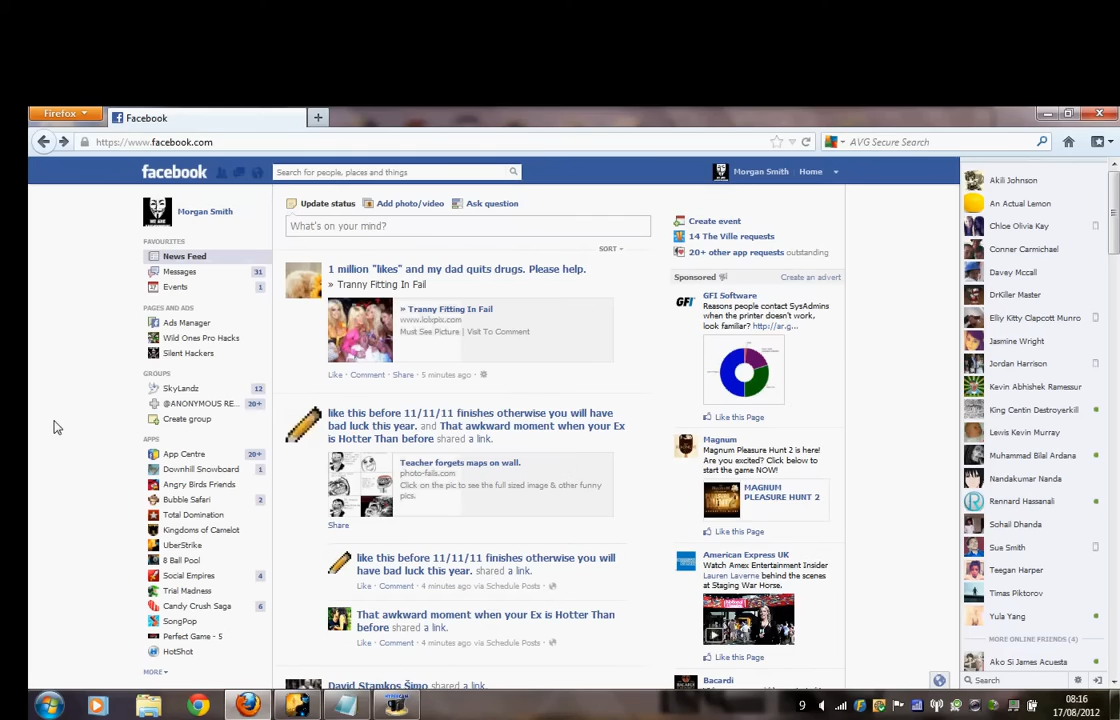 Firefox
Facebook
https://www.facebook.com
AVG Secure Search
facebook
Search for people, places and things
Morgan Smith
Home
Morgan Smith
FAVOURITES
News Feed
Messages 31
Events 1
PAGES AND ADS
Ads Manager
Wild Ones Pro Hacks
Silent Hackers
GROUPS
SkyLandz 12
@ANONYMOUS RE... 20+
Create group
APPS
App Centre 20+
Downhill Snowboard 1
Angry Birds Friends
Bubble Safari 2
Total Domination
Kingdoms of Camelot
UberStrike
8 Ball Pool
Social Empires 4
Trial Madness
Candy Crush Saga 6
SongPop
Perfect Game - 5
HotShot
MORE
Update status Add photo/video Ask question
What's on your mind?
SORT
1 million "likes" and my dad quits drugs. Please help.
» Tranny Fitting In Fail
» Tranny Fitting In Fail
www.lolxpix.com
Must See Picture | Visit To Comment
Like · Comment · Share · 5 minutes ago ·
like this before 11/11/11 finishes otherwise you will have
bad luck this year. and That awkward moment when your Ex
is Hotter Than before shared a link.
Teacher forgets maps on wall.
photo-fails.com
Click on the pic to see the full sized image & other funny
pics.
Share
like this before 11/11/11 finishes otherwise you will
have bad luck this year. shared a link.
Like · Comment · 4 minutes ago via Schedule Posts ·
That awkward moment when your Ex is Hotter Than
before shared a link.
Like · Comment · 4 minutes ago via Schedule Posts ·
David Stamkos Šimo shared a link.
Create event
14 The Ville requests
20+ other app requests outstanding
Sponsored
Create an advert
GFI Software
Reasons people contact SysAdmins
when the printer doesn't work,
look familiar? http://ar.g...
Like this Page
Magnum
Magnum Pleasure Hunt 2 is here!
Are you excited? Click below to
start the game NOW!
MAGNUM
PLEASURE HUNT 2
Like this Page
American Express UK
Watch Amex Entertainment Insider
Lauren Laverne behind the scenes
at Staging War Horse.
Like this Page
Bacardi
Akili Johnson
An Actual Lemon
Chloe Olivia Kay
Conner Carmichael
Davey Mccall
DrKiller Master
Elliy Kitty Clapcott Munro
Jasmine Wright
Jordan Harrison
Kevin Abhishek Ramessur
King Centin Destroyerkill
Lewis Kevin Murray
Muhammad Bilal Ardana
Nandakumar Nanda
Rennard Hassanali
Sohail Dhanda
Sue Smith
Teegan Harper
Timas Piktorov
Yula Yang
MORE ONLINE FRIENDS (4)
Ako Si James Acuesta
Search
9
08:16
17/08/2012